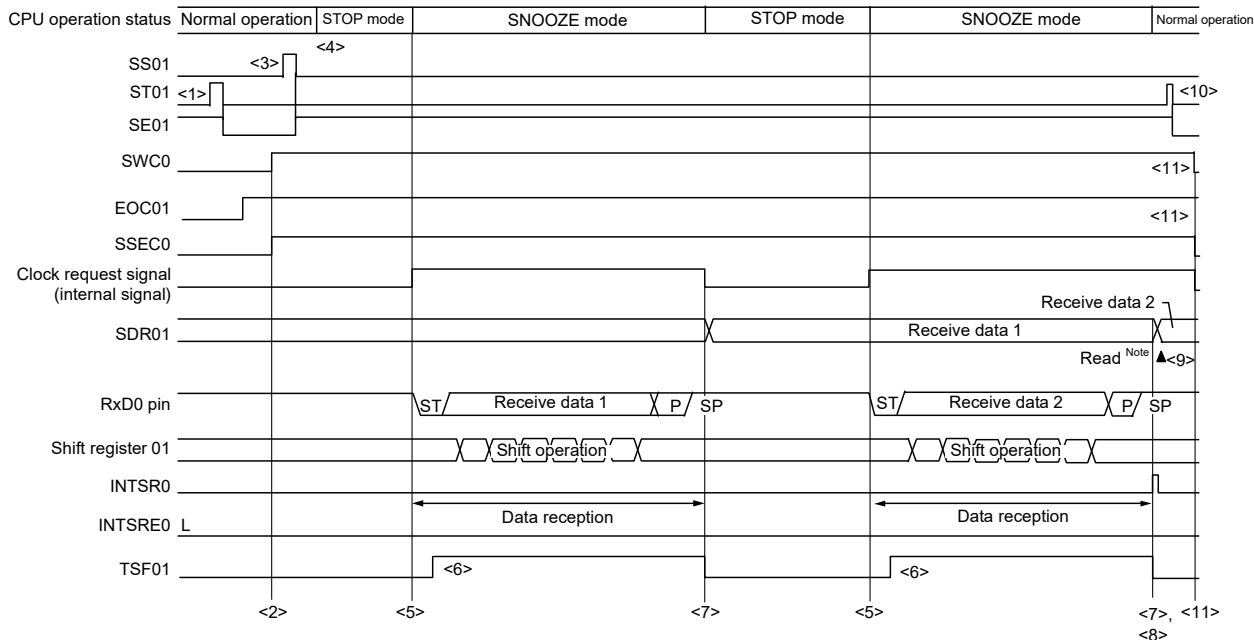 CPU operation status Normal operation STOP mode SNOOZE mode STOP mode SNOOZE mode Normal operation
<4>
SS01 <3>
ST01 <1> <10>
SE01
SWC0 <11>
EOC01 <11>
SSEC0
Clock request signal
(internal signal)
Receive data 2
SDR01 Receive data 1
Read Note ▲<9>
RxD0 pin ST Receive data 1 P SP ST Receive data 2 P SP
Shift register 01 Shift operation Shift operation
INTSR0
Data reception Data reception
INTSRE0 L
TSF01 <6> <6>
<2> <5> <7> <5> <7>, <11>
<8>